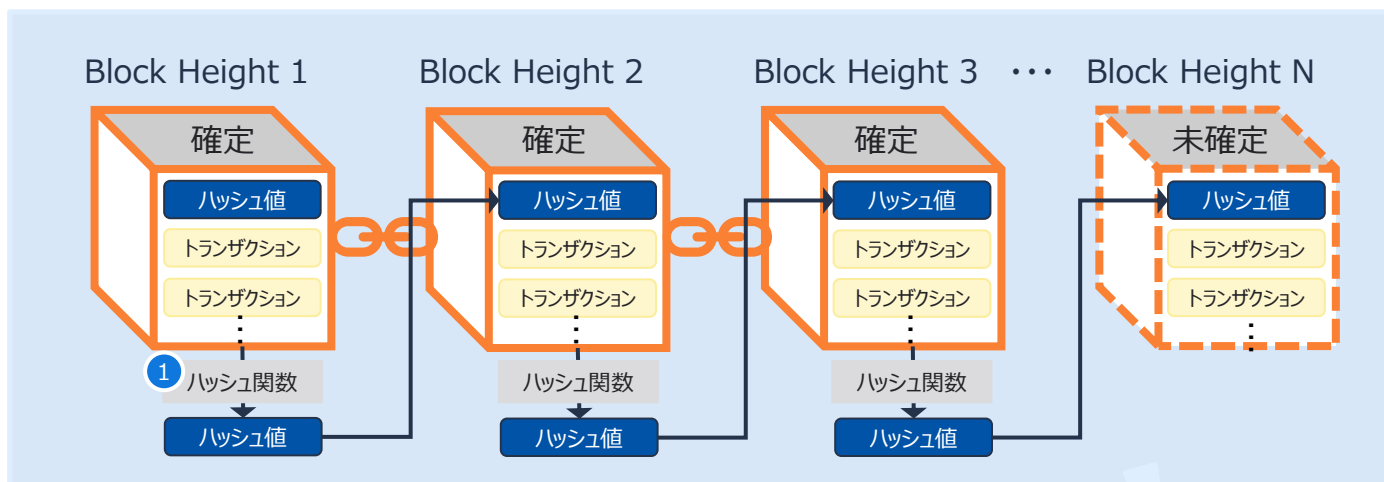 Block Height 1
Block Height 2
Block Height 3
・・・
Block Height N
確定
確定
確定
未確定
ハッシュ値
ハッシュ値
ハッシュ値
ハッシュ値
トランザクション
トランザクション
トランザクション
トランザクション
トランザクション
トランザクション
トランザクション
トランザクション
1
ハッシュ関数
ハッシュ関数
ハッシュ関数
ハッシュ値
ハッシュ値
ハッシュ値